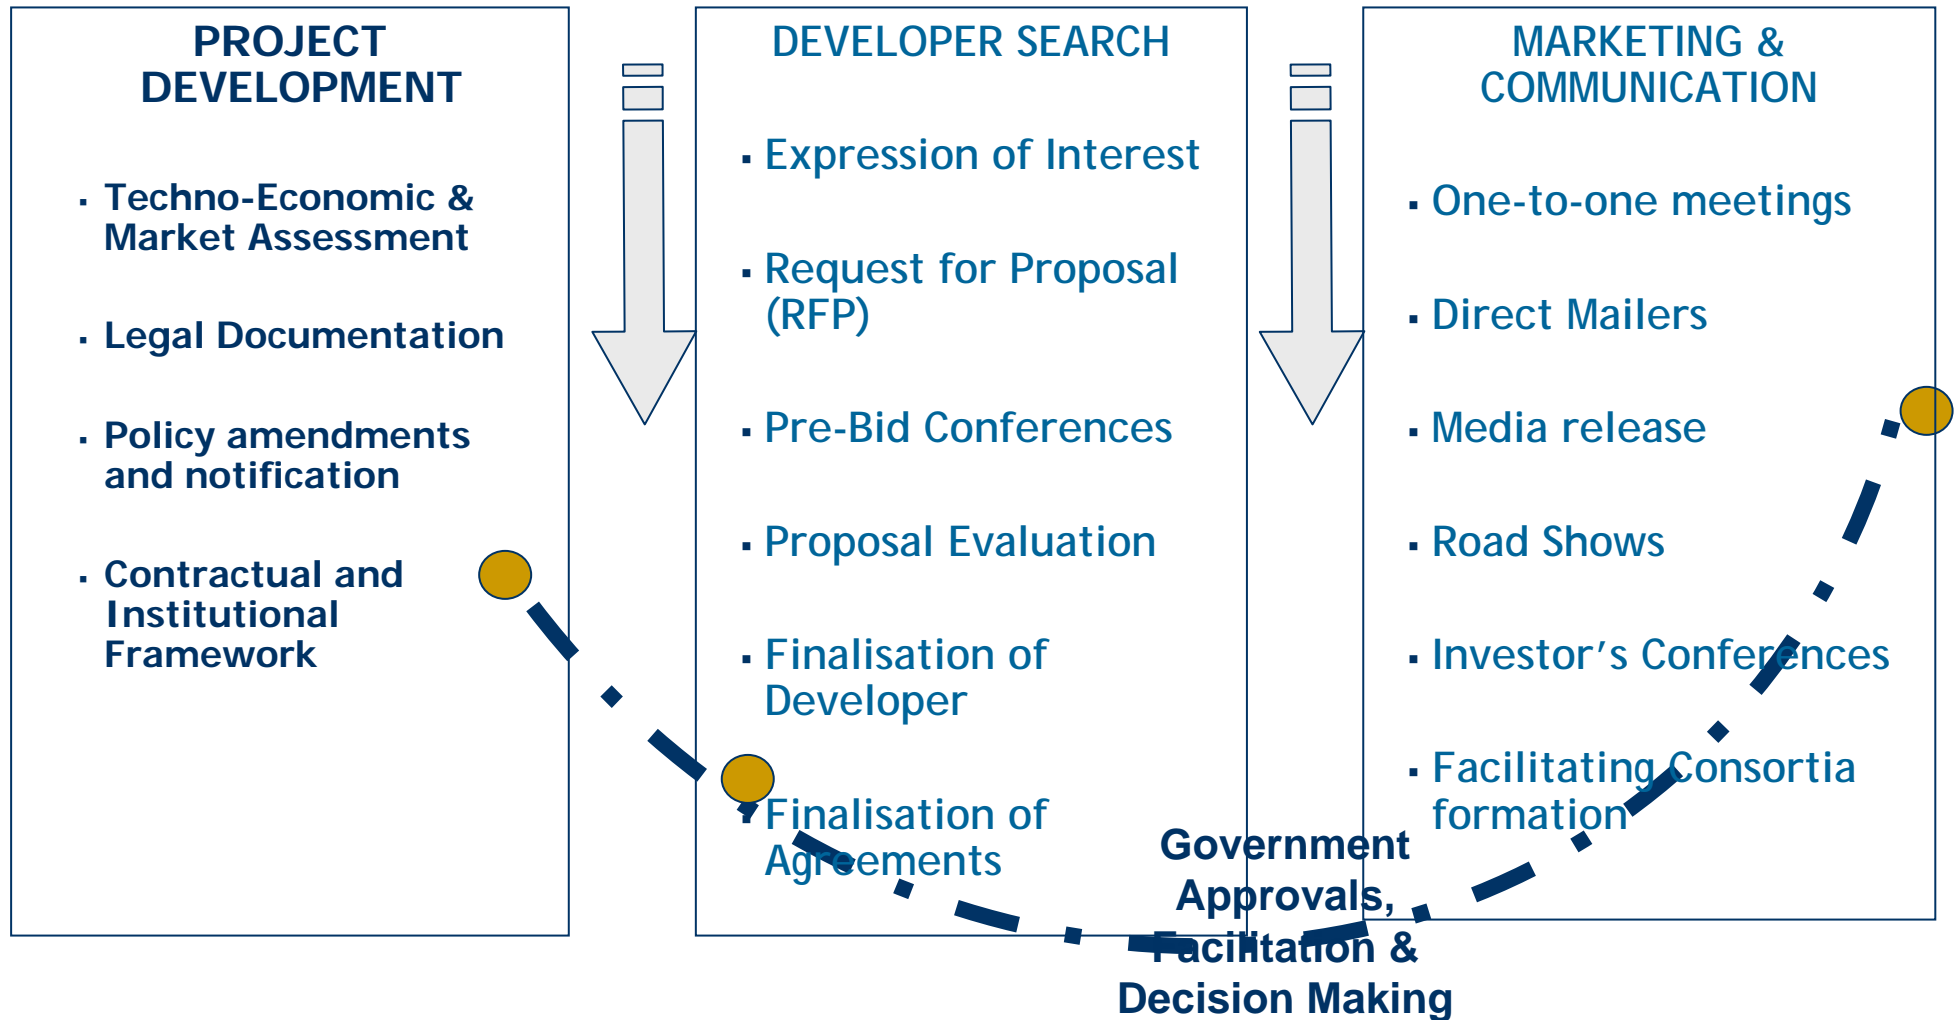 PROJECT
DEVELOPMENT
▪ Techno-Economic &
Market Assessment
▪ Legal Documentation
▪ Policy amendments
and notification
▪ Contractual and
Institutional
Framework
DEVELOPER SEARCH
▪ Expression of Interest
▪ Request for Proposal
(RFP)
▪ Pre-Bid Conferences
▪ Proposal Evaluation
▪ Finalisation of
Developer
▪ Finalisation of
Agreements
MARKETING &
COMMUNICATION
▪ One-to-one meetings
▪ Direct Mailers
▪ Media release
▪ Road Shows
▪ Investor’s Conferences
▪ Facilitating Consortia
formation
Government
Approvals,
Facilitation &
Decision Making